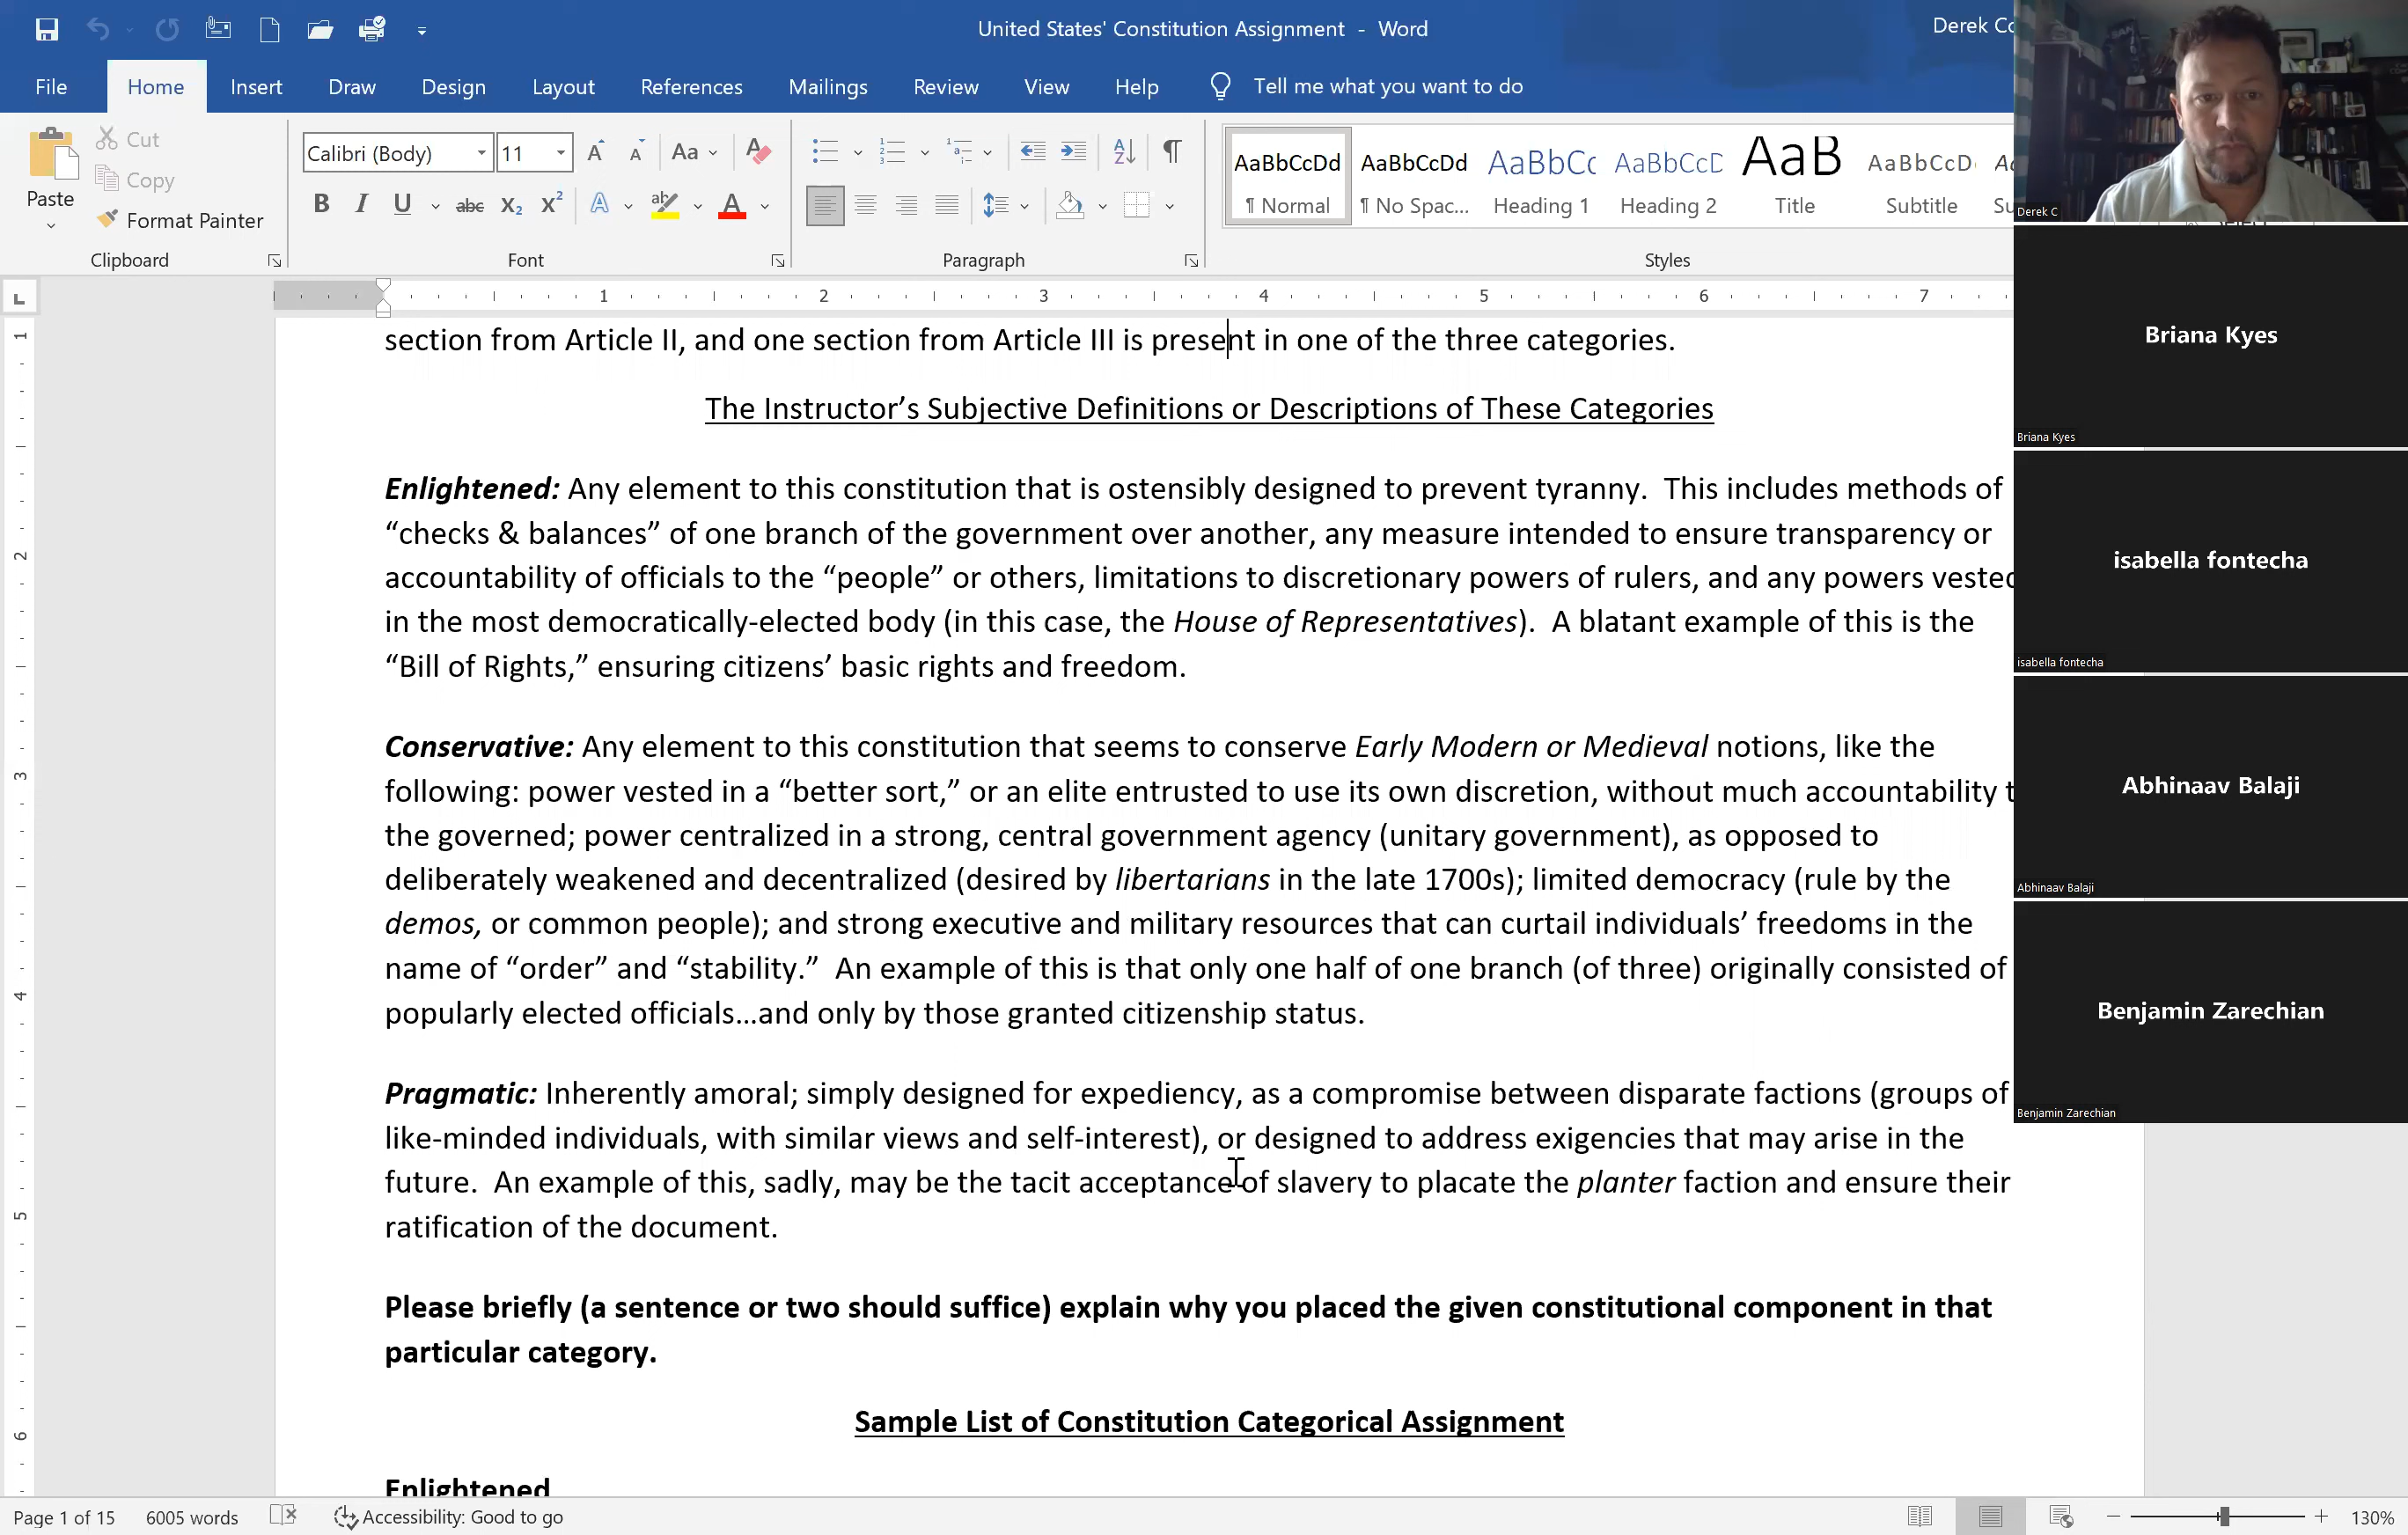 United States' Constitution Assignment - Word
File Home Insert Draw Design Layout References Mailings Review View Help Tell me what you want to do
Cut
Copy
Paste
Format Painter
Calibri (Body) 11
Aa
B I U abc X2 X2 A ab A
AaBbCcDd AaBbCcDd AaBbCc AaBbCcD AaB AaBbCcD
¶ Normal ¶ No Spac... Heading 1 Heading 2 Title Subtitle
Clipboard Font Paragraph Styles
1 2 3 4 5 6 7
section from Article II, and one section from Article III is present in one of the three categories.
The Instructor’s Subjective Definitions or Descriptions of These Categories
Enlightened: Any element to this constitution that is ostensibly designed to prevent tyranny. This includes methods of
“checks & balances” of one branch of the government over another, any measure intended to ensure transparency or
accountability of officials to the “people” or others, limitations to discretionary powers of rulers, and any powers vested
in the most democratically-elected body (in this case, the House of Representatives). A blatant example of this is the
“Bill of Rights,” ensuring citizens’ basic rights and freedom.
Conservative: Any element to this constitution that seems to conserve Early Modern or Medieval notions, like the
following: power vested in a “better sort,” or an elite entrusted to use its own discretion, without much accountability
the governed; power centralized in a strong, central government agency (unitary government), as opposed to
deliberately weakened and decentralized (desired by libertarians in the late 1700s); limited democracy (rule by the
demos, or common people); and strong executive and military resources that can curtail individuals’ freedoms in the
name of “order” and “stability.” An example of this is that only one half of one branch (of three) originally consisted of
popularly elected officials…and only by those granted citizenship status.
Pragmatic: Inherently amoral; simply designed for expediency, as a compromise between disparate factions (groups of
like-minded individuals, with similar views and self-interest), or designed to address exigencies that may arise in the
future. An example of this, sadly, may be the tacit acceptance of slavery to placate the planter faction and ensure their
ratification of the document.
Please briefly (a sentence or two should suffice) explain why you placed the given constitutional component in that
particular category.
Sample List of Constitution Categorical Assignment
Enlightened
1
2
3
4
5
6
Page 1 of 15 6005 words Accessibility: Good to go 130%
Derek
Derek C
Briana Kyes
Briana Kyes
isabella fontecha
isabella fontecha
Abhinaav Balaji
Abhinaav Balaji
Benjamin Zarechian
Benjamin Zarechian